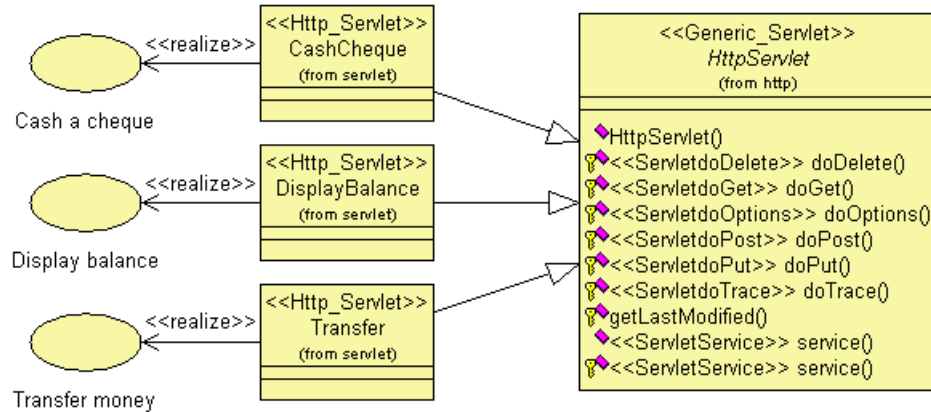 <<realize>>
Cash a cheque
<<Http_Servlet>>
CashCheque
(from servlet)
<<realize>>
Display balance
<<Http_Servlet>>
DisplayBalance
(from servlet)
<<realize>>
Transfer money
<<Http_Servlet>>
Transfer
(from servlet)
<<Generic_Servlet>>
HttpServlet
(from http)
HttpServlet()
<<ServletdoDelete>> doDelete()
<<ServletdoGet>> doGet()
<<ServletdoOptions>> doOptions()
<<ServletdoPost>> doPost()
<<ServletdoPut>> doPut()
<<ServletdoTrace>> doTrace()
getLastModified()
<<ServletService>> service()
<<ServletService>> service()